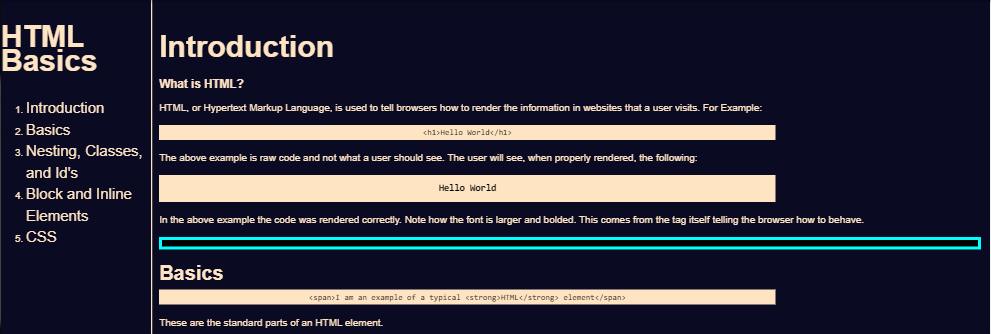 HTML
Basics
1. Introduction
2. Basics
3. Nesting, Classes,
and Id's
4. Block and Inline
Elements
5. CSS
Introduction
What is HTML?
HTML, or Hypertext Markup Language, is used to tell browsers how to render the information in websites that a user visits. For Example:
<h1>Hello World</h1>
The above example is raw code and not what a user should see. The user will see, when properly rendered, the following:
Hello World
In the above example the code was rendered correctly. Note how the font is larger and bolded. This comes from the tag itself telling the browser how to behave.
Basics
<span>I am an example of a typical <strong>HTML</strong> element</span>
These are the standard parts of an HTML element.